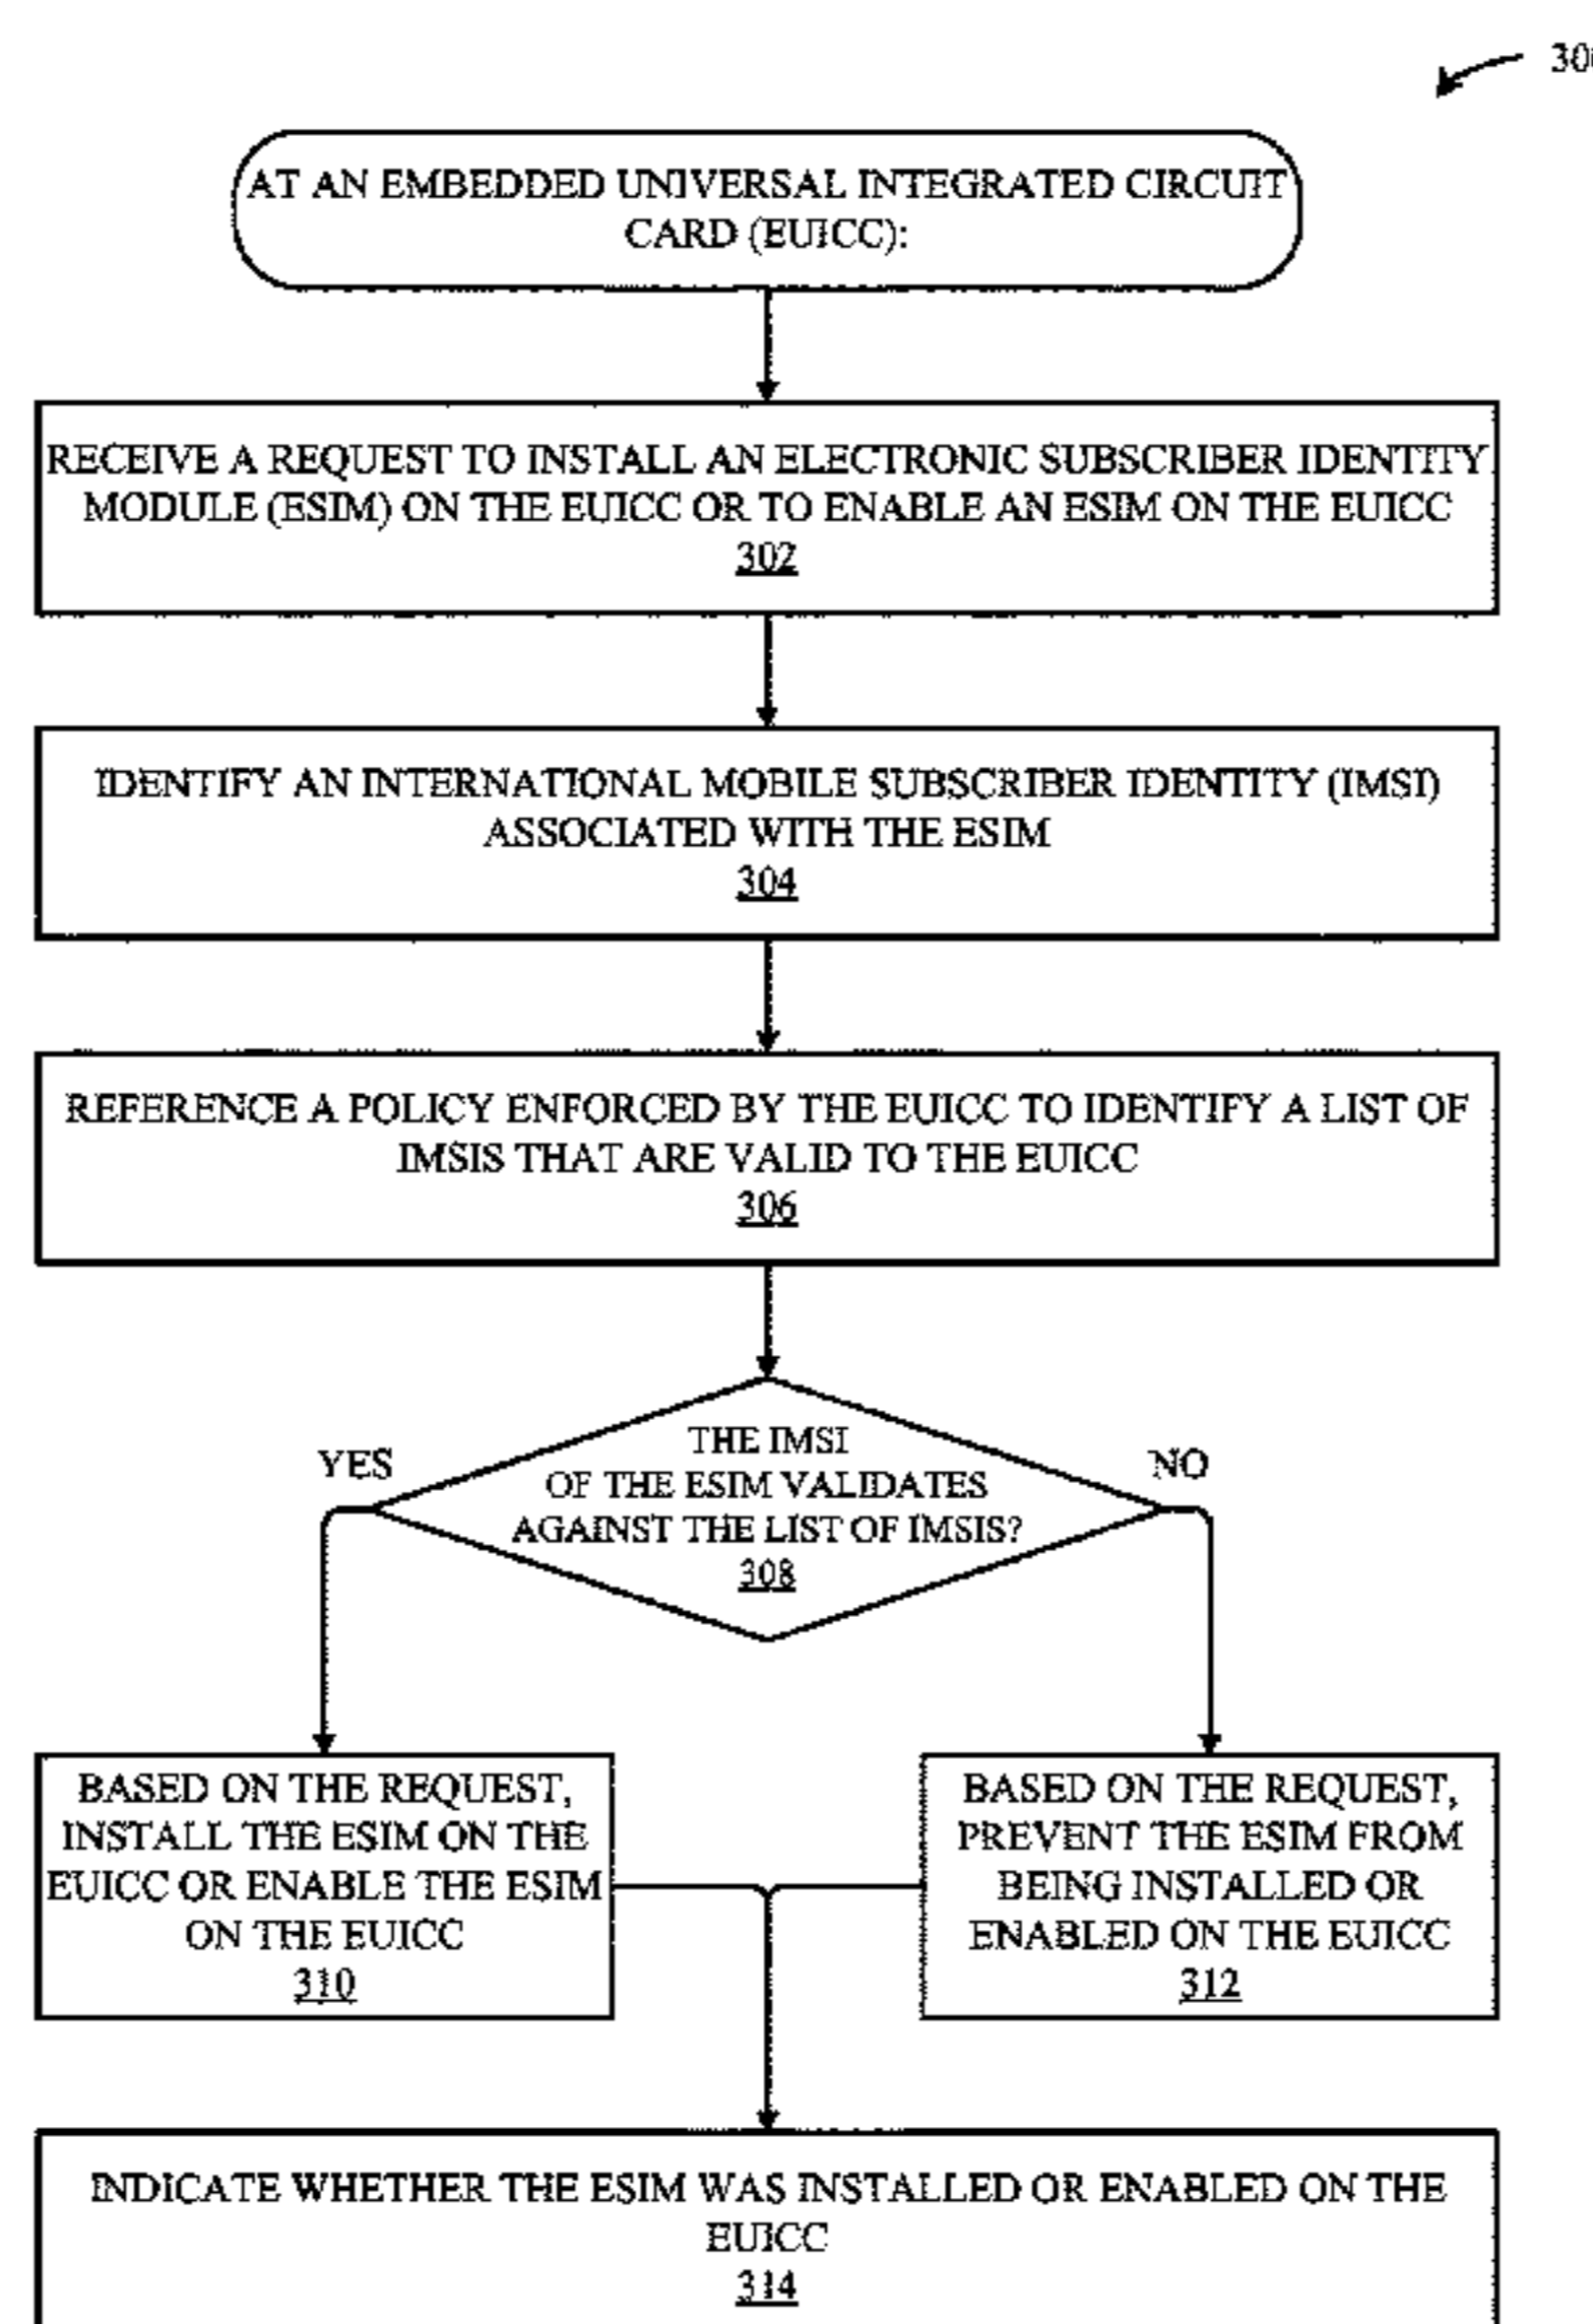 300
AT AN EMBEDDED UNIVERSAL INTEGRATED CIRCUIT
CARD (EUICC):
RECEIVE A REQUEST TO INSTALL AN ELECTRONIC SUBSCRIBER IDENTITY
MODULE (ESIM) ON THE EUICC OR TO ENABLE AN ESIM ON THE EUICC
302
IDENTIFY AN INTERNATIONAL MOBILE SUBSCRIBER IDENTITY (IMSI)
ASSOCIATED WITH THE ESIM
304
REFERENCE A POLICY ENFORCED BY THE EUICC TO IDENTIFY A LIST OF
IMSIS THAT ARE VALID TO THE EUICC
306
THE IMSI
OF THE ESIM VALIDATES
AGAINST THE LIST OF IMSIS?
308
YES
NO
BASED ON THE REQUEST,
INSTALL THE ESIM ON THE
EUICC OR ENABLE THE ESIM
ON THE EUICC
310
BASED ON THE REQUEST,
PREVENT THE ESIM FROM
BEING INSTALLED OR
ENABLED ON THE EUICC
312
INDICATE WHETHER THE ESIM WAS INSTALLED OR ENABLED ON THE
EUICC
314